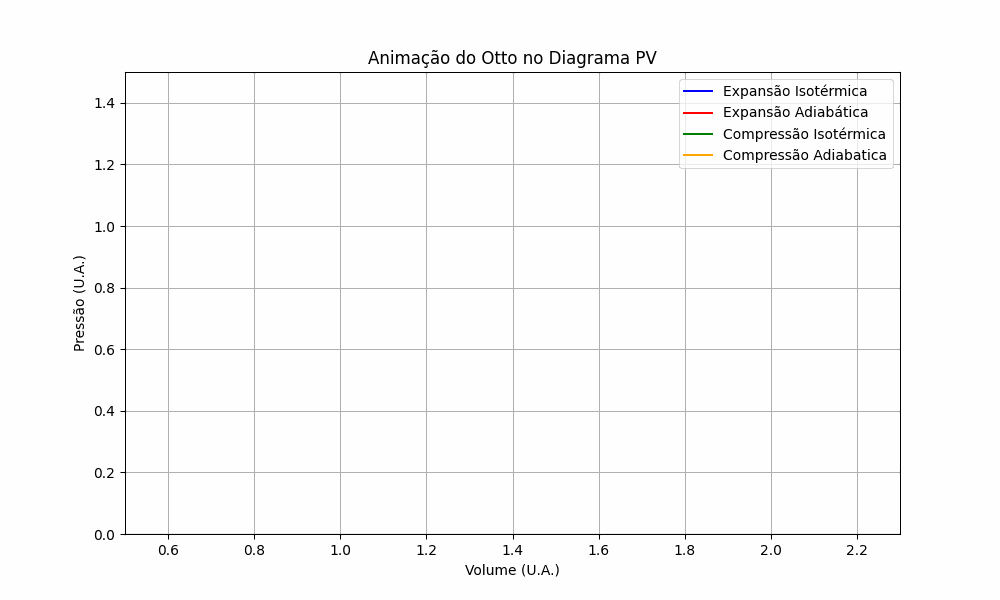 Animação do Otto no Diagrama PV
Expansão Isotérmica
Expansão Adiabática
Compressão Isotérmica
Compressão Adiabatica
1.4
1.2
1.0
0.8
0.6
0.4
0.2
0.0
Pressão (U.A.)
0.6 0.8 1.0 1.2 1.4 1.6 1.8 2.0 2.2
Volume (U.A.)